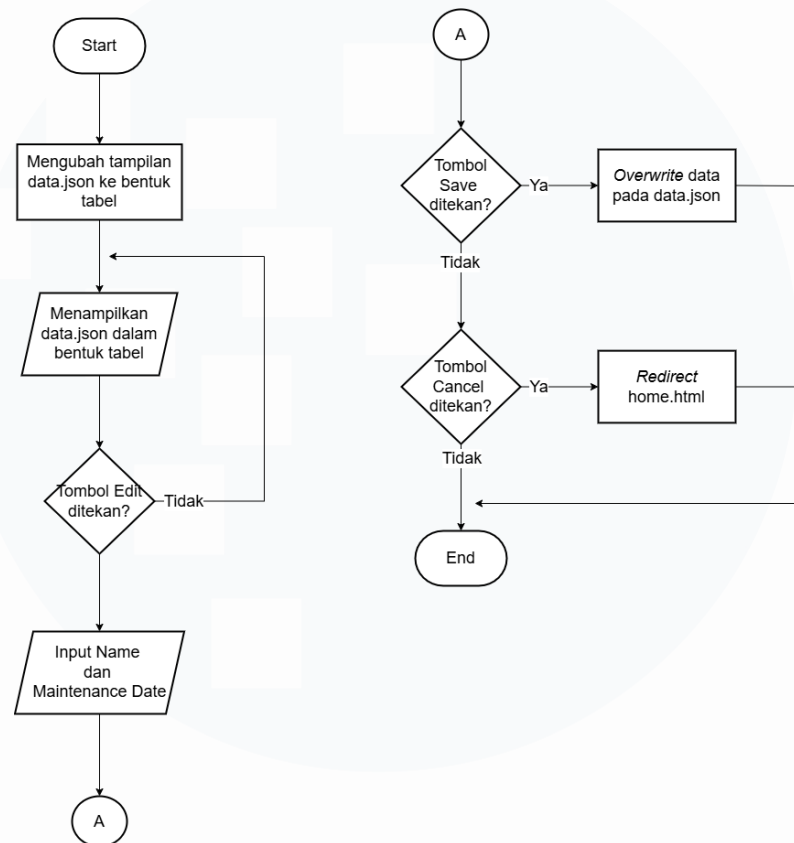 Start
Mengubah tampilan
data.json ke bentuk
tabel
Menampilkan
data.json dalam
bentuk tabel
Tombol Edit
ditekan?
Tidak
Input Name
dan
Maintenance Date
A
A
Tombol
Save
ditekan?
Ya
Overwrite data
pada data.json
Tidak
Tombol
Cancel
ditekan?
Ya
Redirect
home.html
Tidak
End